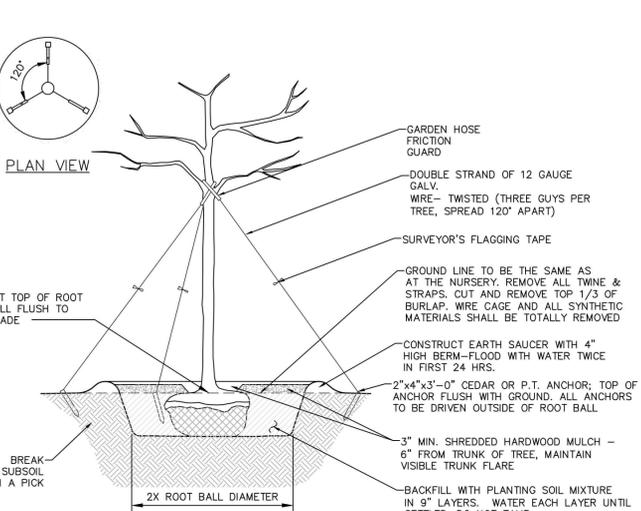 120°
PLAN VIEW
GARDEN HOSE
FRICTION
GUARD
DOUBLE STRAND OF 12 GAUGE
GALV.
WIRE– TWISTED (THREE GUYS PER
TREE, SPREAD 120° APART)
SURVEYOR'S FLAGGING TAPE
GROUND LINE TO BE THE SAME AS
AT THE NURSERY. REMOVE ALL TWINE &
STRAPS. CUT AND REMOVE TOP 1/3 OF
BURLAP. WIRE CAGE AND ALL SYNTHETIC
MATERIALS SHALL BE TOTALLY REMOVED
T TOP OF ROOT
LL FLUSH TO
ADE
CONSTRUCT EARTH SAUCER WITH 4"
HIGH BERM–FLOOD WITH WATER TWICE
IN FIRST 24 HRS.
2"x4"x3'–0" CEDAR OR P.T. ANCHOR; TOP OF
ANCHOR FLUSH WITH GROUND. ALL ANCHORS
TO BE DRIVEN OUTSIDE OF ROOT BALL
3" MIN. SHREDDED HARDWOOD MULCH –
6" FROM TRUNK OF TREE, MAINTAIN
VISIBLE TRUNK FLARE
BREAK
SUBSOIL
A PICK
2X ROOT BALL DIAMETER
BACKFILL WITH PLANTING SOIL MIXTURE
IN 9" LAYERS. WATER EACH LAYER UNTIL